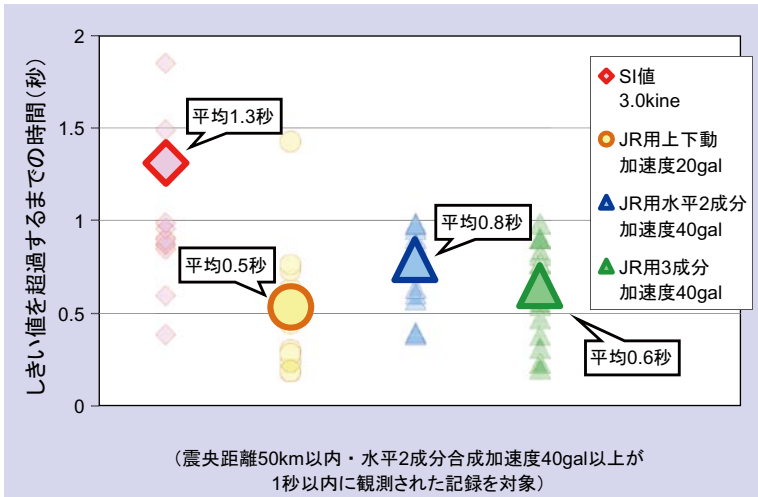 しきい値を超過するまでの時間(秒)
2
1.5
1
0.5
0
平均1.3秒
平均0.5秒
平均0.8秒
平均0.6秒
SI値
3.0kine
JR用上下動
加速度20gal
JR用水平2成分
加速度40gal
JR用3成分
加速度40gal
(震央距離50km以内・水平2成分合成加速度40gal以上が
1秒以内に観測された記録を対象)